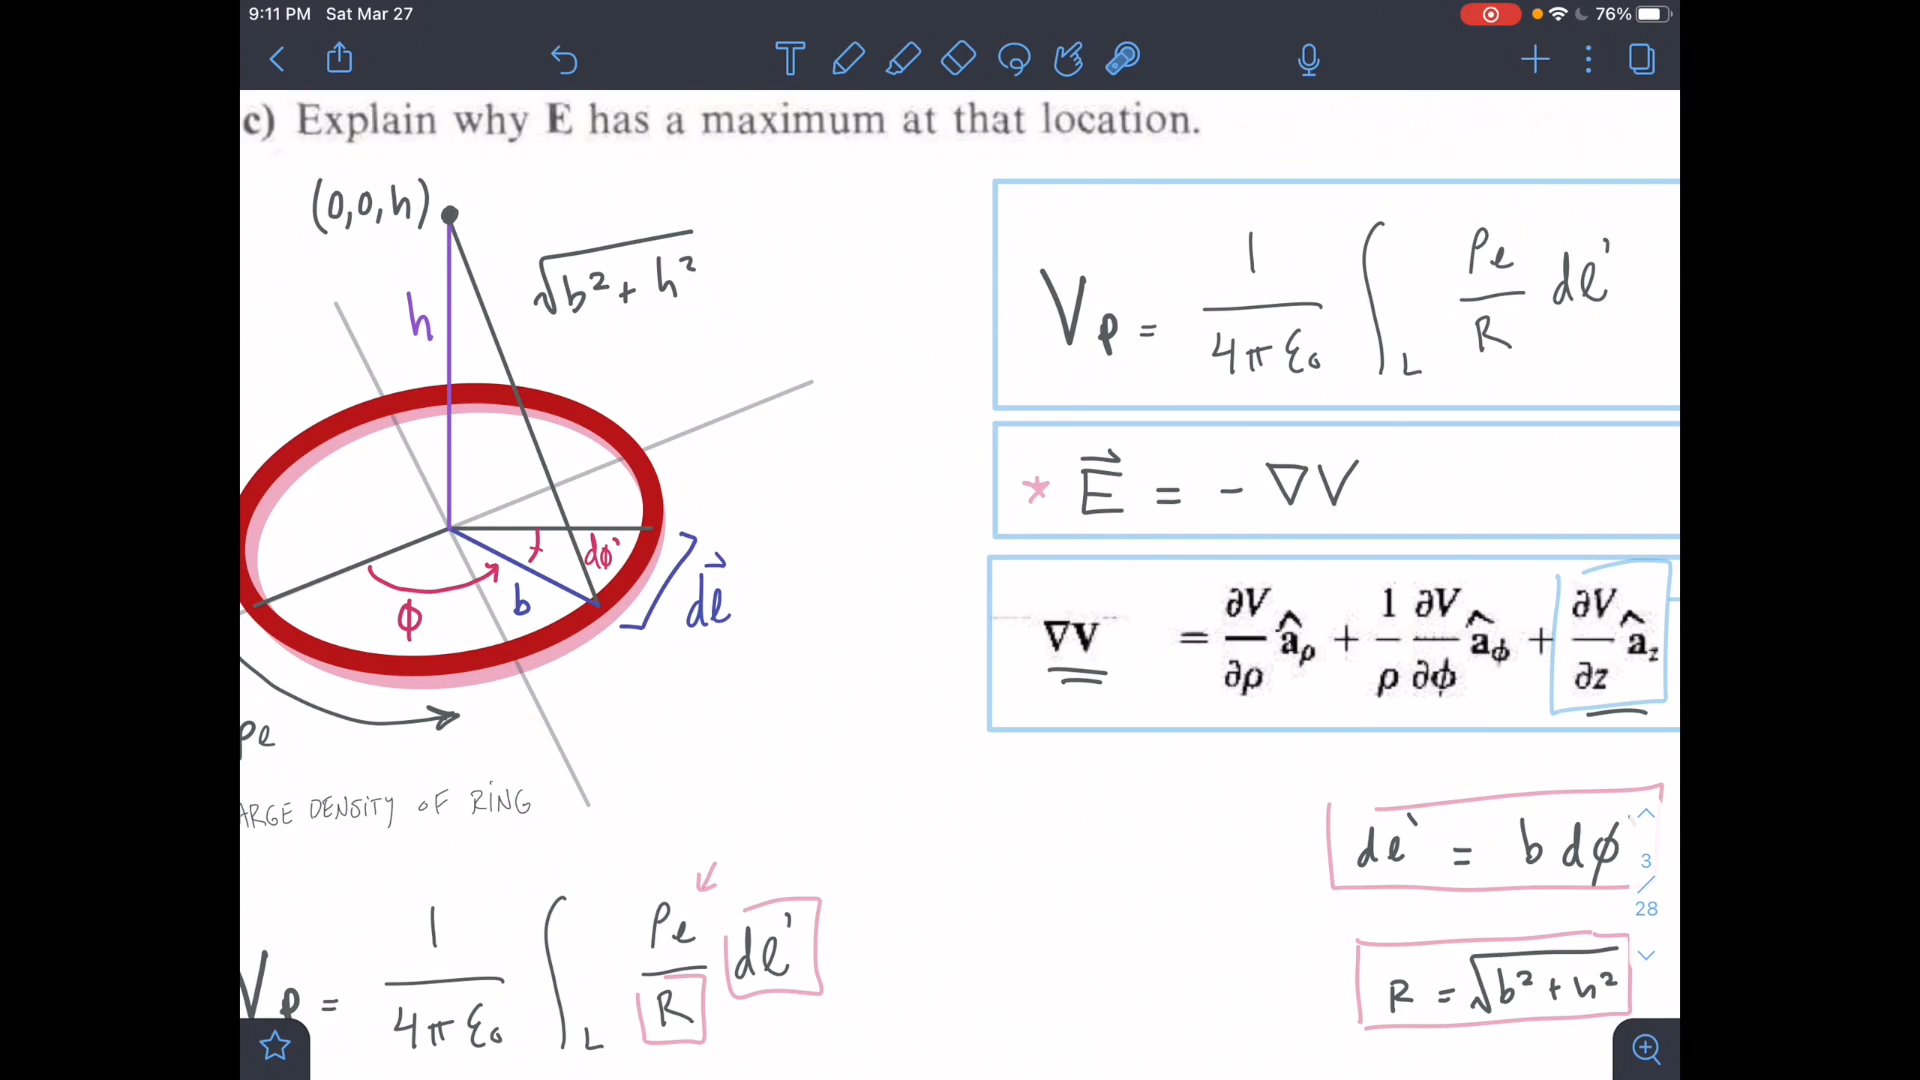 9:11 PM Sat Mar 27
76%
c) Explain why E has a maximum at that location.
(0,0,h)
√b² + h²
h
dφ'
φ
b
dℓ
ρℓ
ARGE DENSITY OF RING
Vp = 1/4πε₀ ∫L ρℓ/R dℓ'
* E = - ∇V
∇V = ∂V/∂ρ âρ + 1/ρ ∂V/∂φ âφ + ∂V/∂z âz
dℓ' = b dφ'
3/28
Vp = 1/4πε₀ ∫L ρℓ/R dℓ'
R = √b² + h²